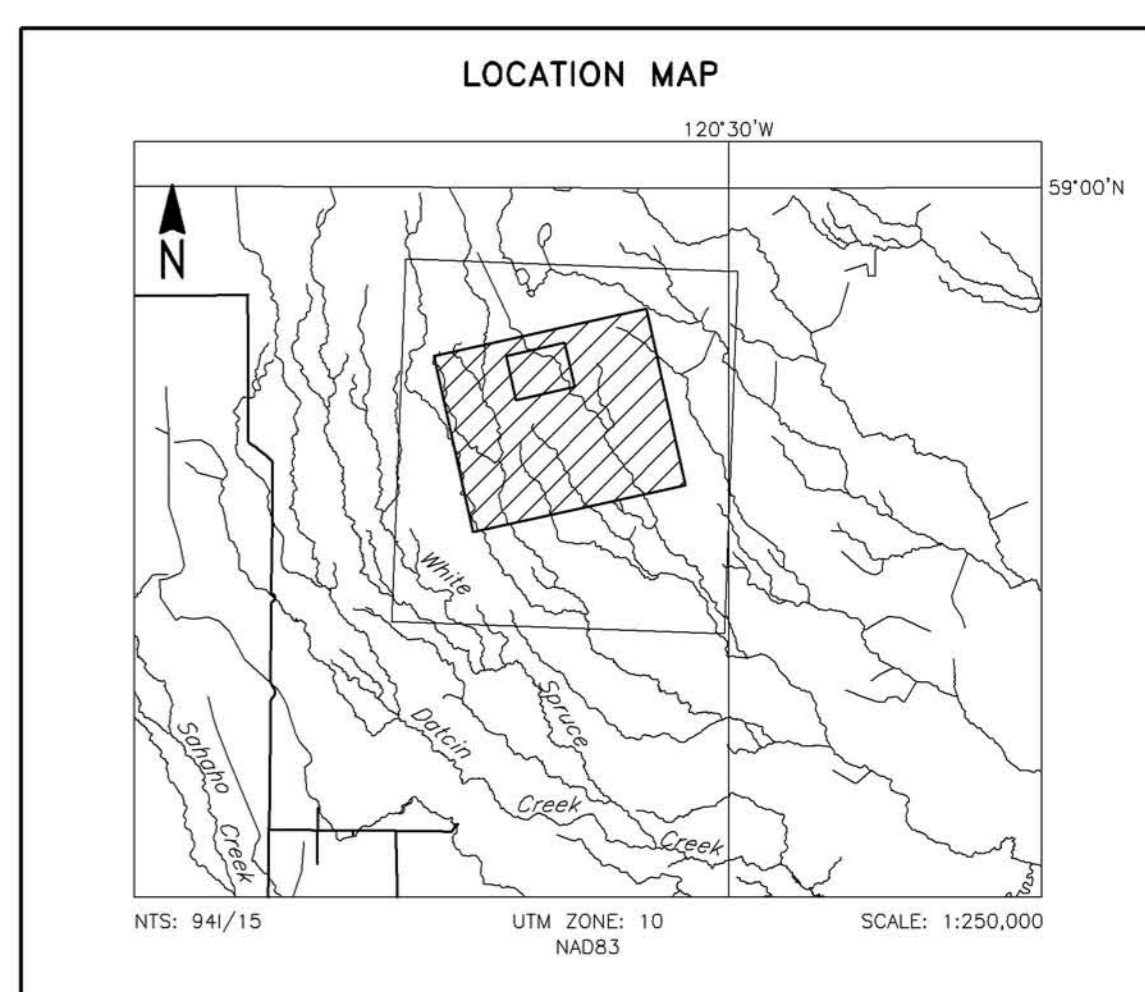 LOCATION MAP
120°30'W
59°00'N
N
White
Spruce
Datcin
Sahaho
Creek
Creek
Creek
NTS: 94I/15
UTM ZONE: 10
SCALE: 1:250,000
NAD83